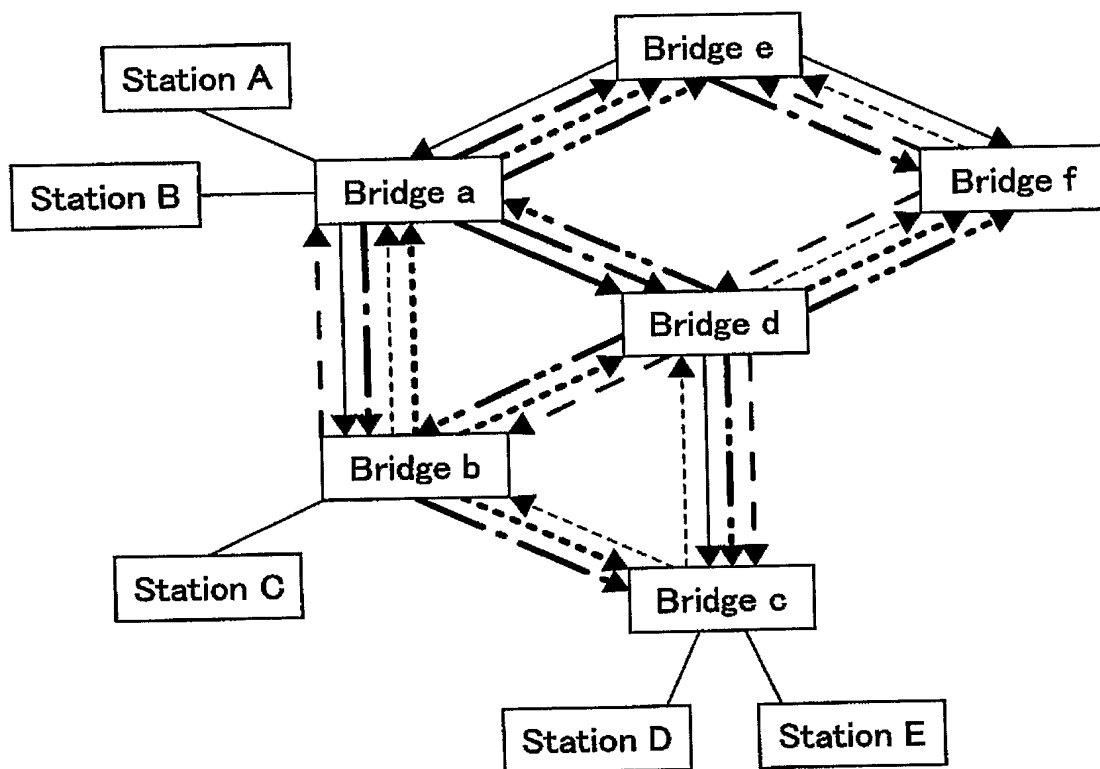 Bridge e
Station A
Bridge a
Bridge f
Station B
Bridge d
Bridge b
Station C
Bridge c
Station D
Station E